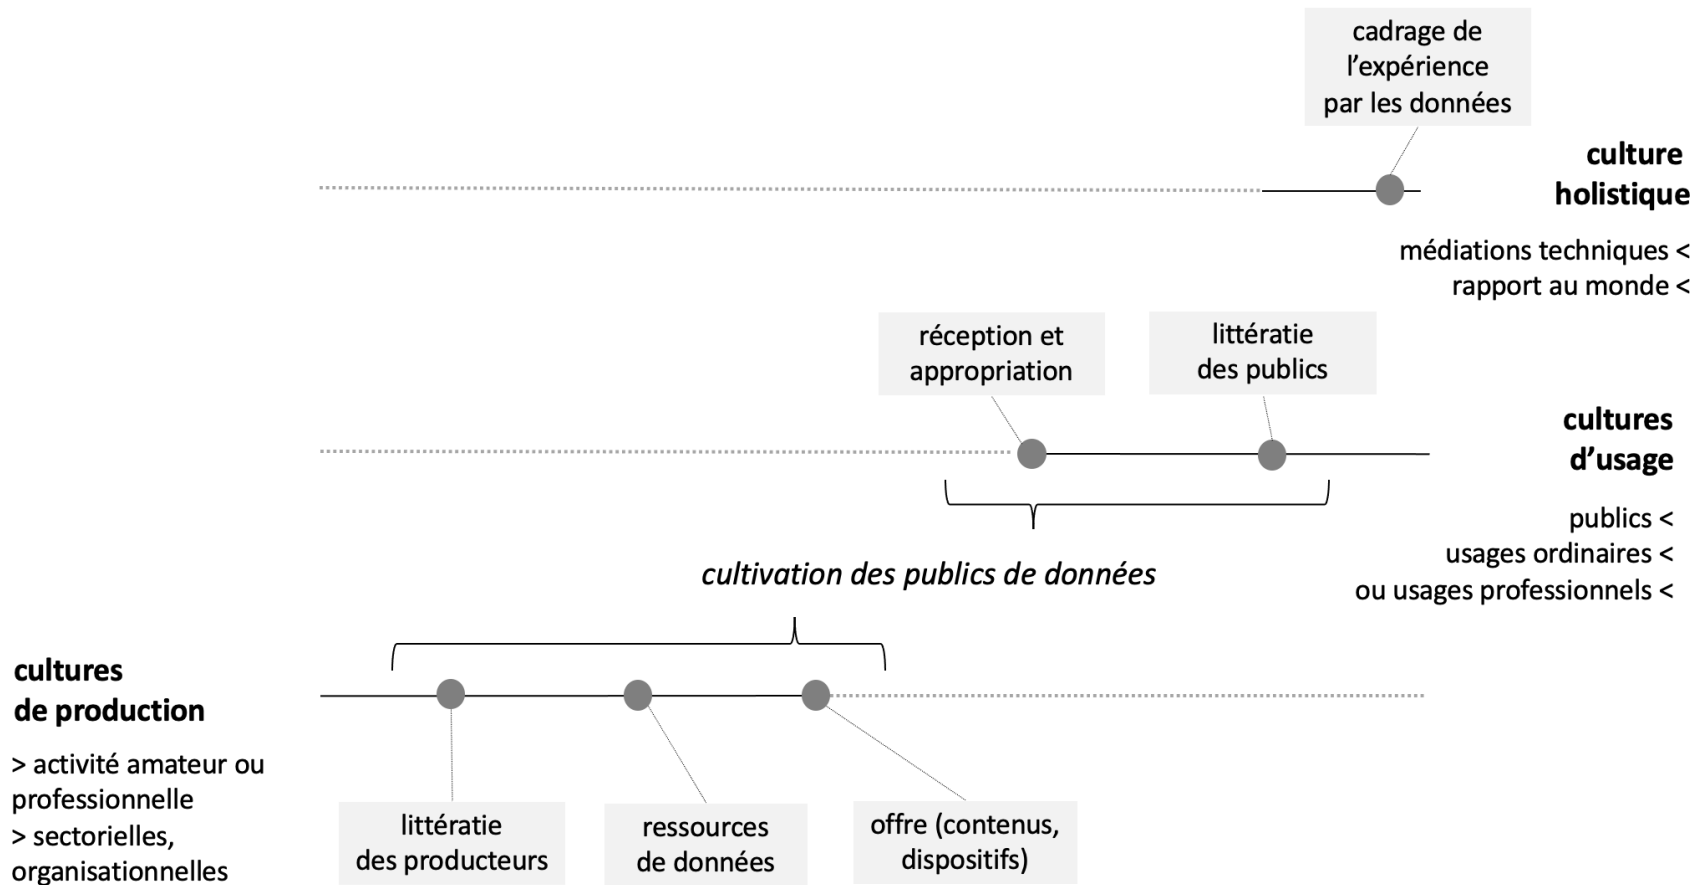 cadrage de
l’expérience
par les données
culture
holistique
médiations techniques <
rapport au monde <
réception et
appropriation
littératie
des publics
cultures
d’usage
publics <
usages ordinaires <
ou usages professionnels <
cultivation des publics de données
cultures
de production
> activité amateur ou
professionnelle
> sectorielles,
organisationnelles
littératie
des producteurs
ressources
de données
offre (contenus,
dispositifs)